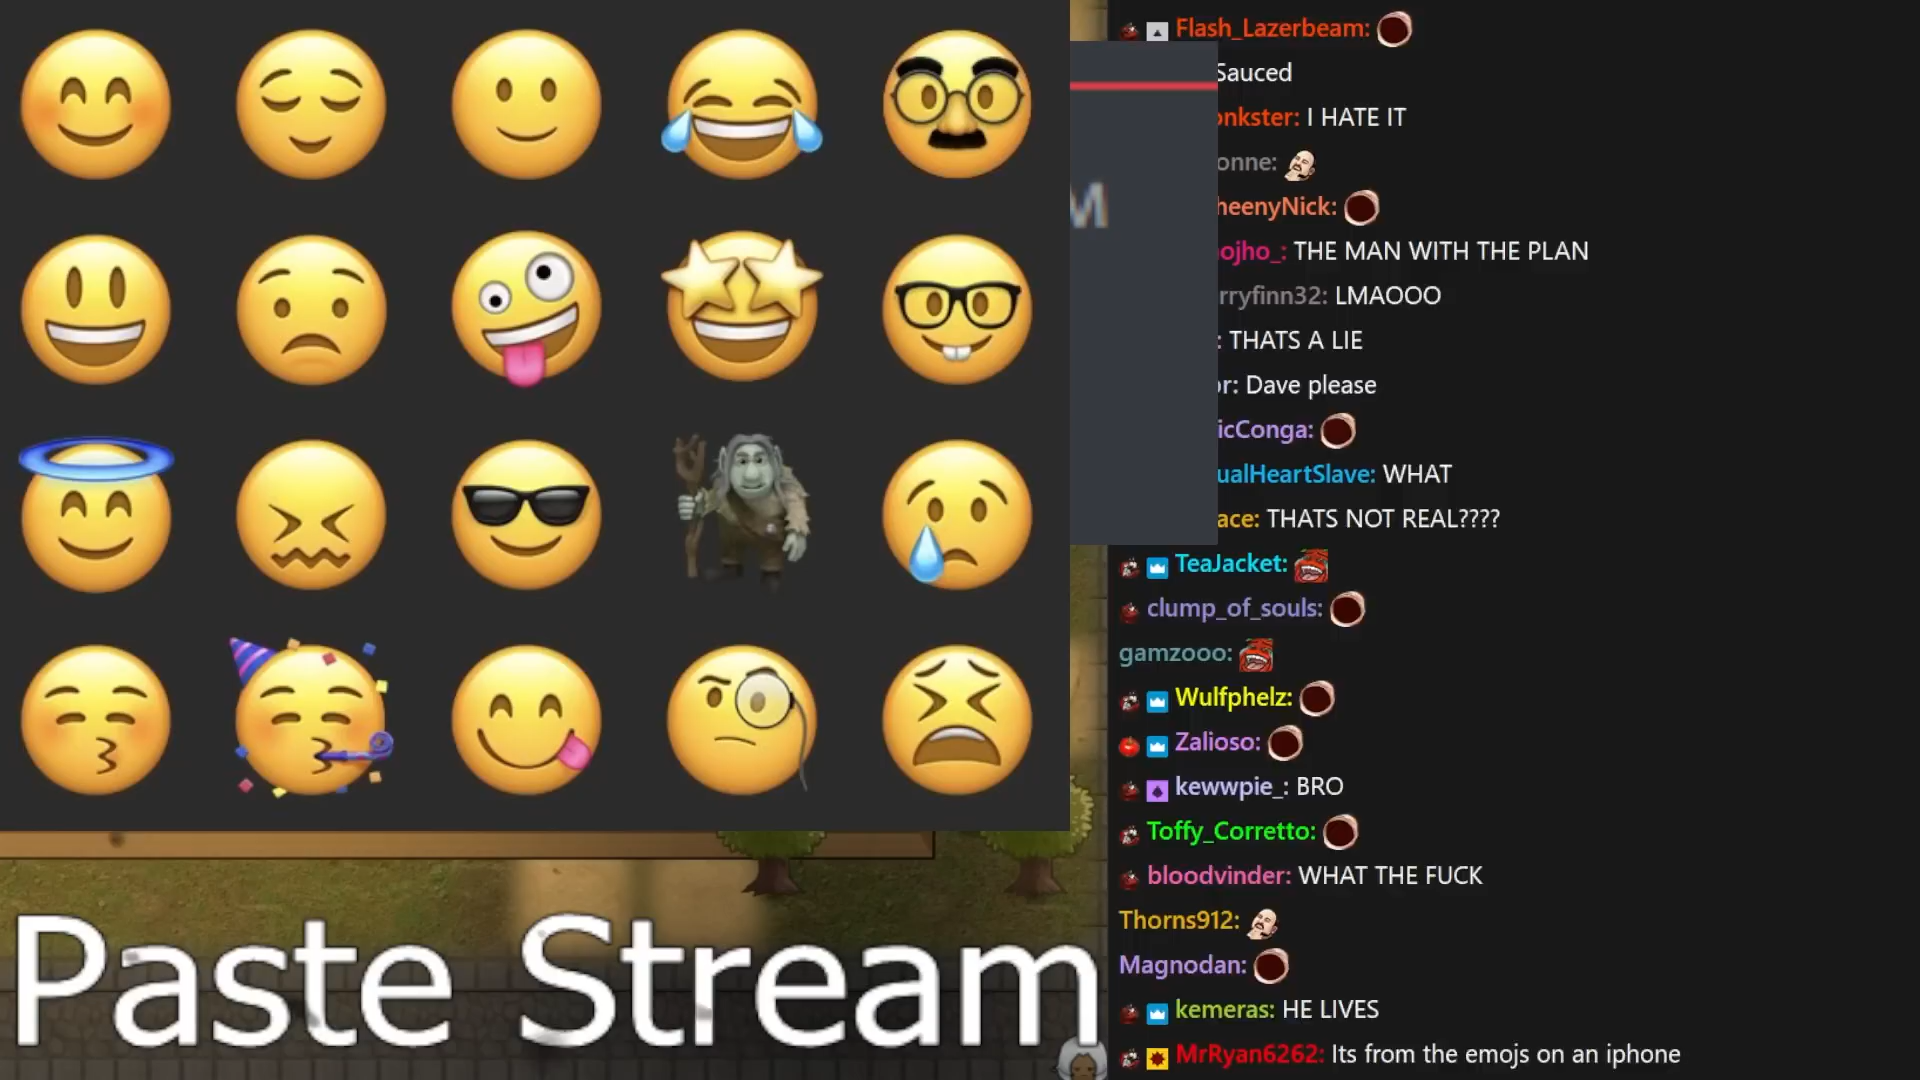 Flash_Lazerbeam:
Sauced
onkster: I HATE IT
onne:
heenyNick:
M
ojho_: THE MAN WITH THE PLAN
rryfinn32: LMAOOO
: THATS A LIE
or: Dave please
icConga:
ualHeartSlave: WHAT
ace: THATS NOT REAL????
TeaJacket:
clump_of_souls:
gamzooo:
Wulfphelz:
Zalioso:
kewwpie_: BRO
Toffy_Corretto:
bloodvinder: WHAT THE FUCK
Thorns912:
Magnodan:
kemeras: HE LIVES
MrRyan6262: Its from the emojs on an iphone
Paste Stream